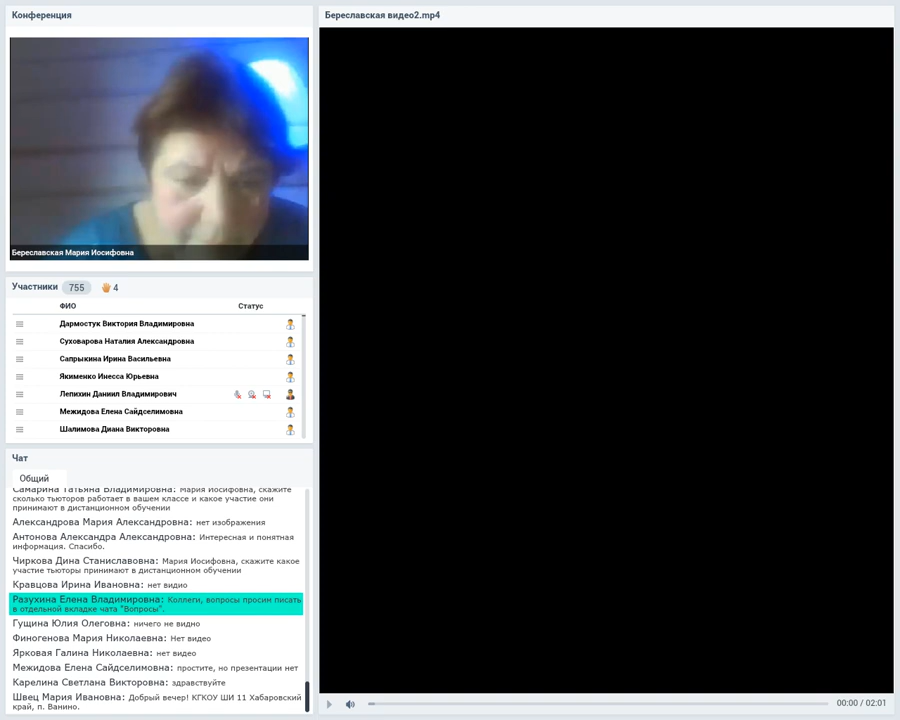 Конференция
Береславская Мария Иосифовна
Участники 755 4
ФИО Статус
Дармостук Виктория Владимировна
Суховарова Наталия Александровна
Сапрыкина Ирина Васильевна
Якименко Инесса Юрьевна
Лепихин Даниил Владимирович
Межидова Елена Сайдселимовна
Шалимова Диана Викторовна
Чат
Общий
Самарина Татьяна Владимировна: Мария Иосифовна, скажите
сколько тьюторов работает в вашем классе и какое участие они
принимают в дистанционном обучении
Александрова Мария Александровна: нет изображения
Антонова Александра Александровна: Интересная и понятная
информация. Спасибо.
Чиркова Дина Станиславовна: Мария Иосифовна, скажите какое
участие тьюторы принимают в дистанционном обучении
Кравцова Ирина Ивановна: нет видио
Разухина Елена Владимировна: Коллеги, вопросы просим писать
в отдельной вкладке чата "Вопросы".
Гущина Юлия Олеговна: ничего не видно
Финогенова Мария Николаевна: Нет видео
Ярковая Галина Николаевна: нет видео
Межидова Елена Сайдселимовна: простите, но презентации нет
Карелина Светлана Викторовна: здравствуйте
Швец Мария Ивановна: Добрый вечер! КГКОУ ШИ 11 Хабаровский
край, п. Ванино.
Береславская видео2.mp4
00:00 / 02:01